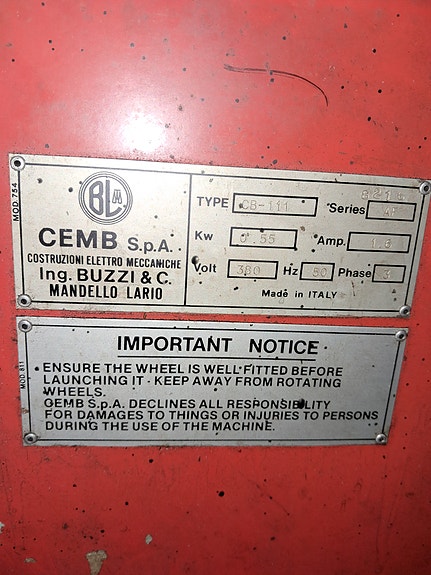 MOD. 754
BL
CEMB S.p.A.
COSTRUZIONI ELETTRO MECCANICHE
Ing. BUZZI & C.
MANDELLO LARIO
TYPE CB-111 Series
Kw 0.55 Amp.
Volt 380 Hz 50 Phase 3
Made in ITALY
MOD. 811
IMPORTANT NOTICE
ENSURE THE WHEEL IS WELL FITTED BEFORE
LAUNCHING IT - KEEP AWAY FROM ROTATING
WHEELS.
CEMB S.p.A. DECLINES ALL RESPONSIBILITY
FOR DAMAGES TO THINGS OR INJURIES TO PERSONS
DURING THE USE OF THE MACHINE.